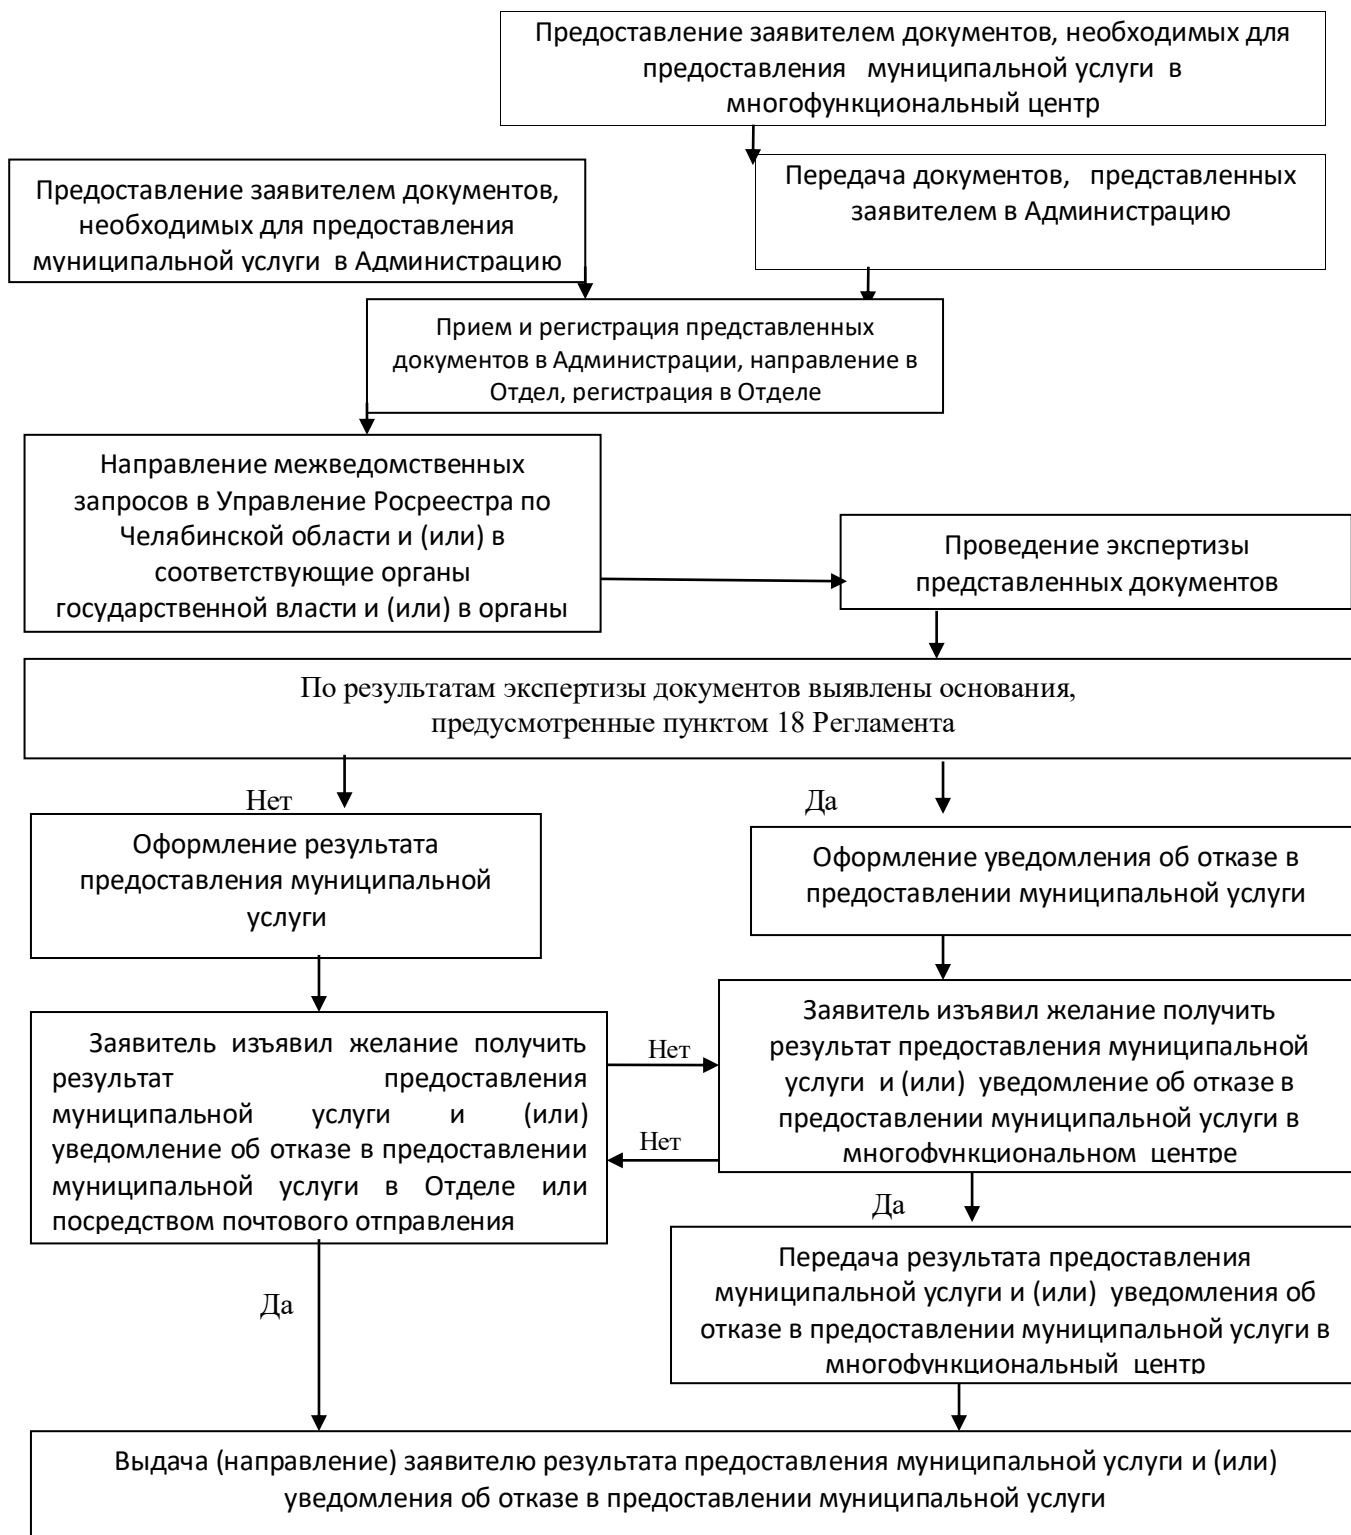 Предоставление заявителем документов, необходимых для
предоставления муниципальной услуги в
многофункциональный центр
Предоставление заявителем документов,
необходимых для предоставления
муниципальной услуги в Администрацию
Передача документов, представленных
заявителем в Администрацию
Прием и регистрация представленных
документов в Администрации, направление в
Отдел, регистрация в Отделе
Направление межведомственных
запросов в Управление Росреестра по
Челябинской области и (или) в
соответствующие органы
государственной власти и (или) в органы
Проведение экспертизы
представленных документов
По результатам экспертизы документов выявлены основания,
предусмотренные пунктом 18 Регламента
Нет
Да
Оформление результата
предоставления муниципальной
услуги
Оформление уведомления об отказе в
предоставлении муниципальной услуги
Заявитель изъявил желание получить
результат предоставления
муниципальной услуги и (или)
уведомление об отказе в предоставлении
муниципальной услуги в Отделе или
посредством почтового отправления
Нет
Нет
Заявитель изъявил желание получить
результат предоставления муниципальной
услуги и (или) уведомление об отказе в
предоставлении муниципальной услуги в
многофункциональном центре
Да
Да
Передача результата предоставления
муниципальной услуги и (или) уведомления об
отказе в предоставлении муниципальной услуги в
многофункциональный центр
Выдача (направление) заявителю результата предоставления муниципальной услуги и (или)
уведомления об отказе в предоставлении муниципальной услуги